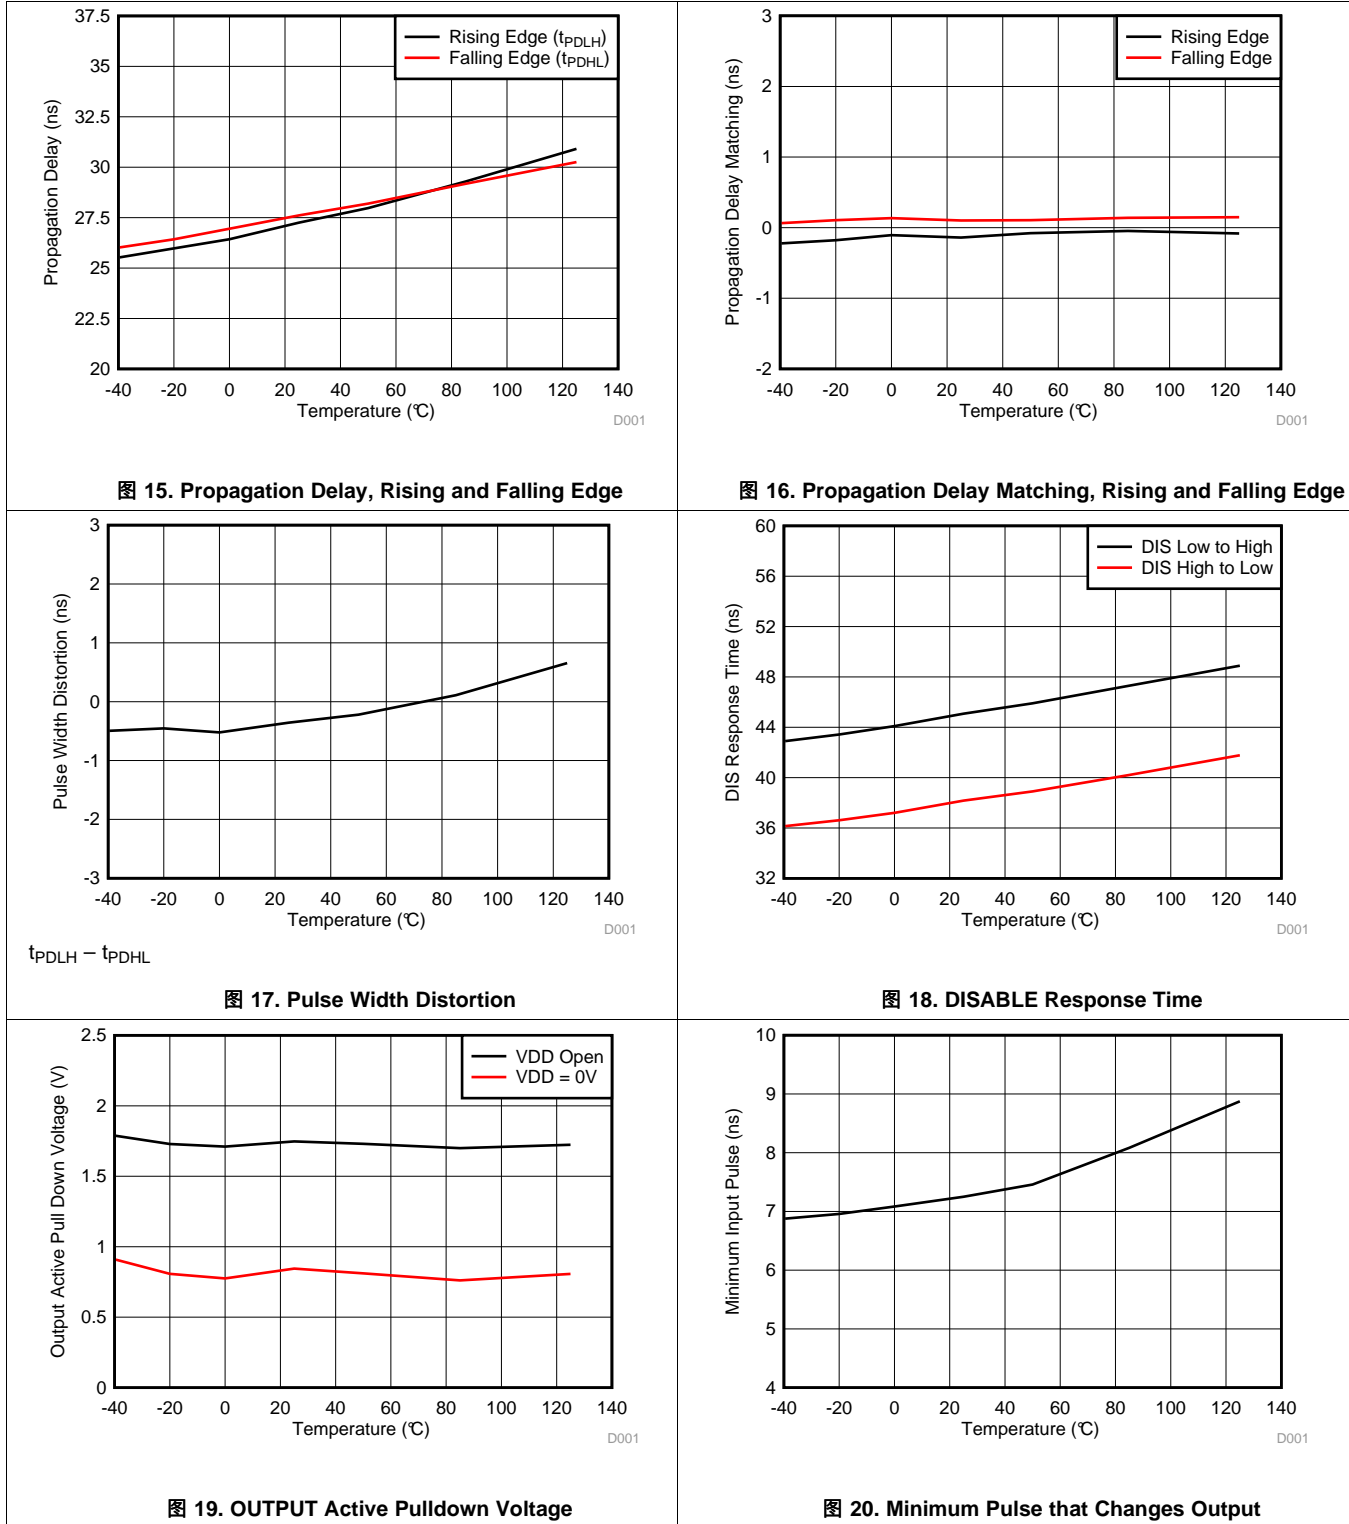 37.5
35
32.5
30
27.5
25
22.5
20
-40 -20 0 20 40 60 80 100 120 140
Propagation Delay (ns)
Temperature (°C)
Rising Edge (tPDLH)
Falling Edge (tPDHL)
D001
图 15. Propagation Delay, Rising and Falling Edge
3
2
1
0
-1
-2
-40 -20 0 20 40 60 80 100 120 140
Propagation Delay Matching (ns)
Temperature (°C)
Rising Edge
Falling Edge
D001
图 16. Propagation Delay Matching, Rising and Falling Edge
3
2
1
0
-1
-2
-3
-40 -20 0 20 40 60 80 100 120 140
Pulse Width Distortion (ns)
Temperature (°C)
D001
tPDLH – tPDHL
图 17. Pulse Width Distortion
60
56
52
48
44
40
36
32
-40 -20 0 20 40 60 80 100 120 140
DIS Response Time (ns)
Temperature (°C)
DIS Low to High
DIS High to Low
D001
图 18. DISABLE Response Time
2.5
2
1.5
1
0.5
0
-40 -20 0 20 40 60 80 100 120 140
Output Active Pull Down Voltage (V)
Temperature (°C)
VDD Open
VDD = 0V
D001
图 19. OUTPUT Active Pulldown Voltage
10
9
8
7
6
5
4
-40 -20 0 20 40 60 80 100 120 140
Minimum Input Pulse (ns)
Temperature (°C)
D001
图 20. Minimum Pulse that Changes Output